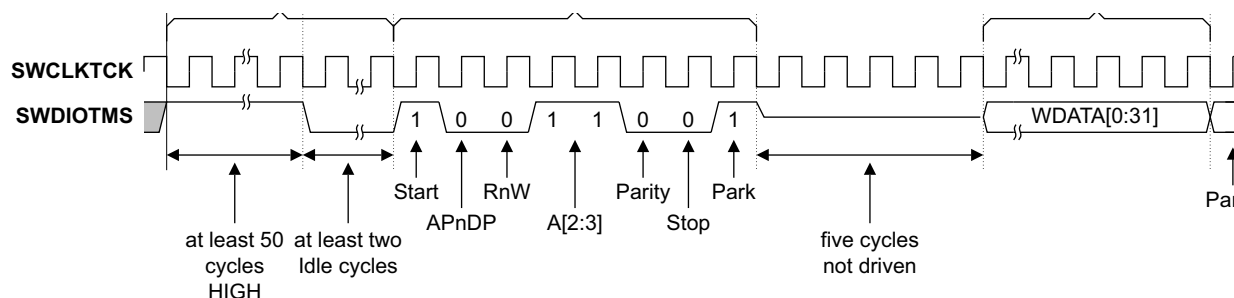 SWCLKTCK
SWDIOTMS
1 0 0 1 1 0 0 1
WDATA[0:31]
Start
RnW
Parity
Park
APnDP
A[2:3]
Stop
at least 50
cycles
HIGH
at least two
Idle cycles
five cycles
not driven